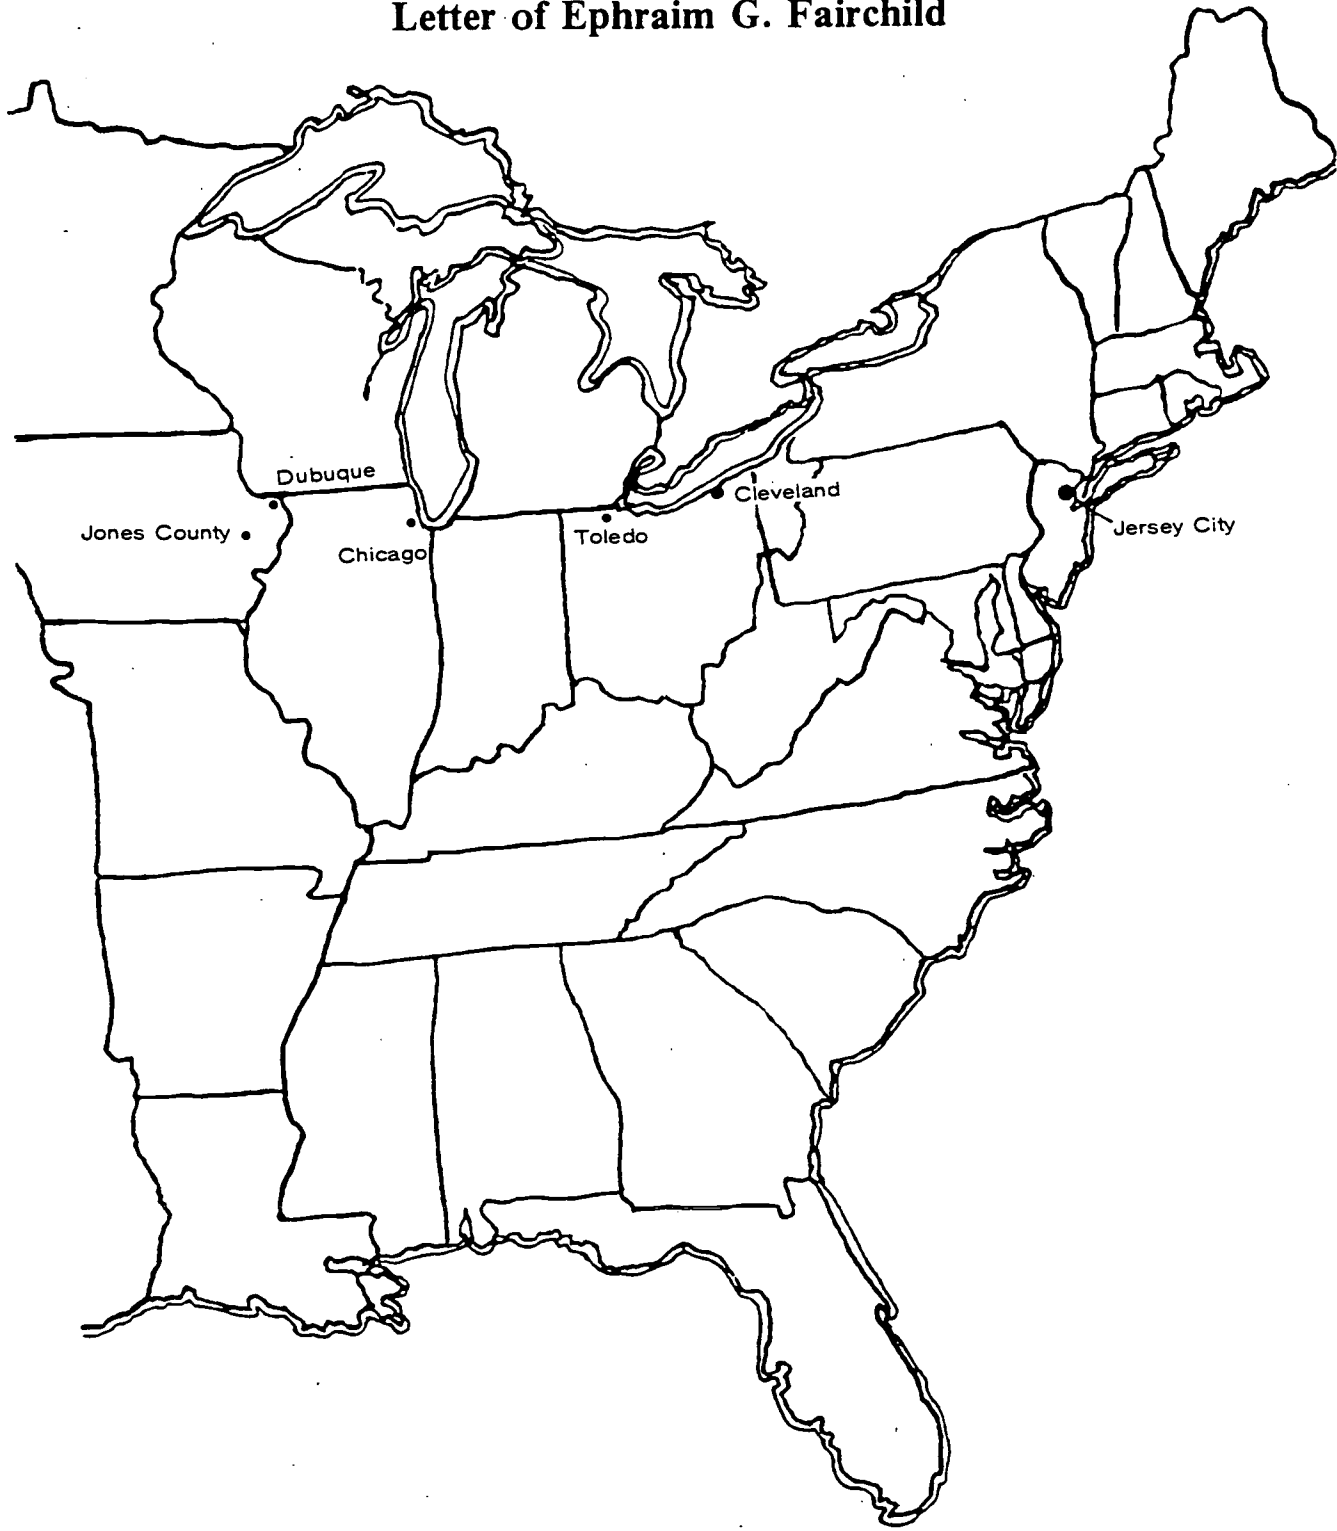 Letter of Ephraim G. Fairchild
Dubuque
Cleveland
Jones County
Jersey City
Toledo
Chicago